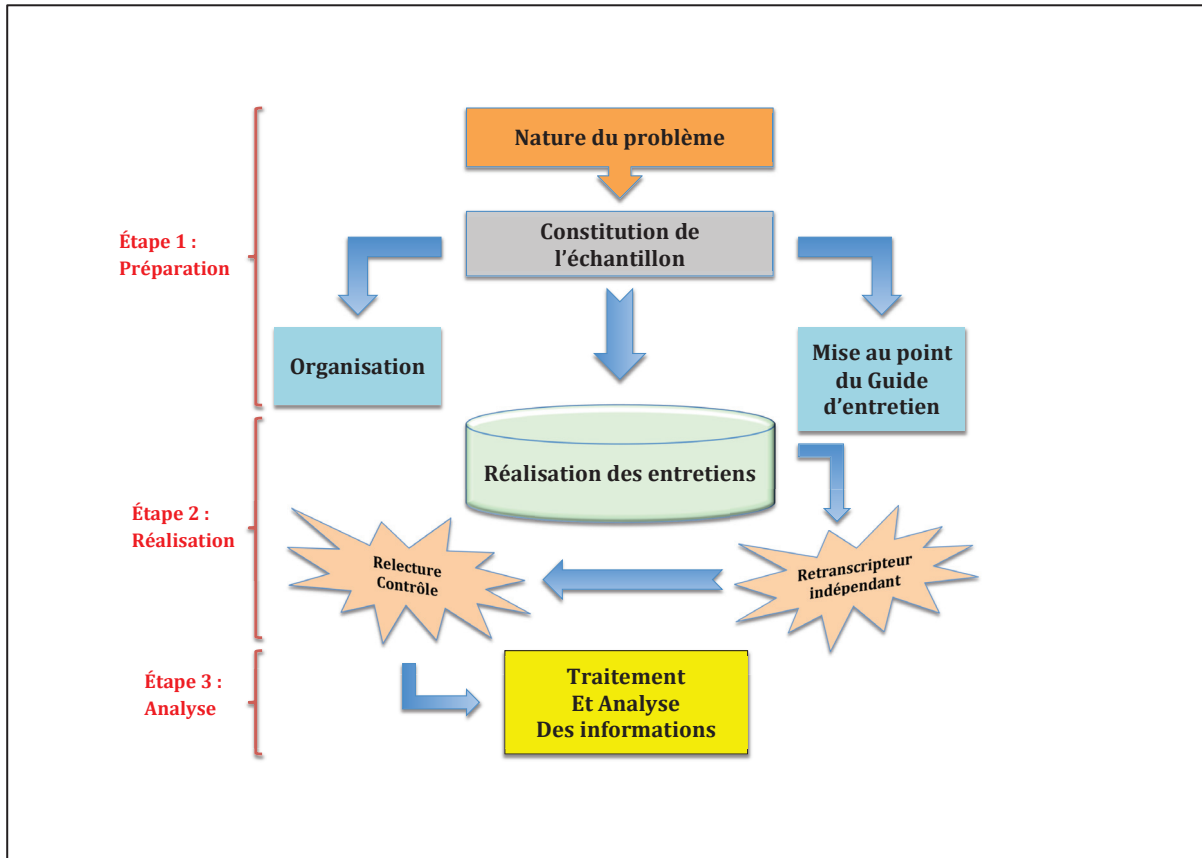 Nature du problème
Constitution de
l’échantillon
Étape 1 :
Préparation
Organisation
Mise au point
du Guide
d’entretien
Réalisation des entretiens
Étape 2 :
Réalisation
Relecture
Contrôle
Retranscripteur
indépendant
Étape 3 :
Analyse
Traitement
Et Analyse
Des informations